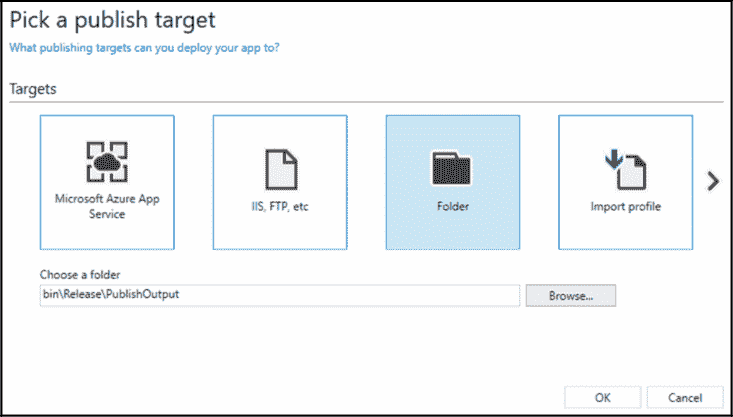 Pick a publish target
What publishing targets can you deploy your app to?
Targets
Microsoft Azure App
Service
IIS, FTP, etc
Folder
Import profile
Choose a folder
bin\Release\PublishOutput
Browse...
OK
Cancel